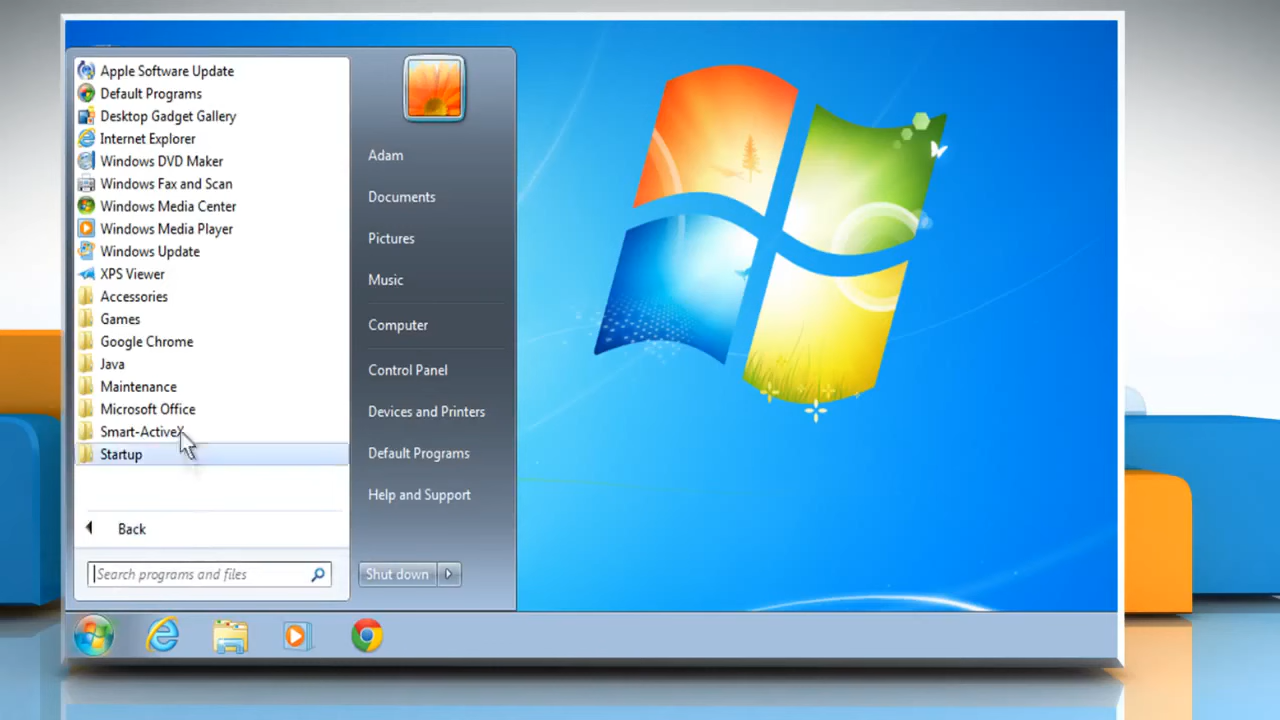 Apple Software Update
Default Programs
Desktop Gadget Gallery
Internet Explorer
Windows DVD Maker
Windows Fax and Scan
Windows Media Center
Windows Media Player
Windows Update
XPS Viewer
Accessories
Games
Google Chrome
Java
Maintenance
Microsoft Office
Smart-ActiveX
Startup
Back
Search programs and files
Adam
Documents
Pictures
Music
Computer
Control Panel
Devices and Printers
Default Programs
Help and Support
Shut down